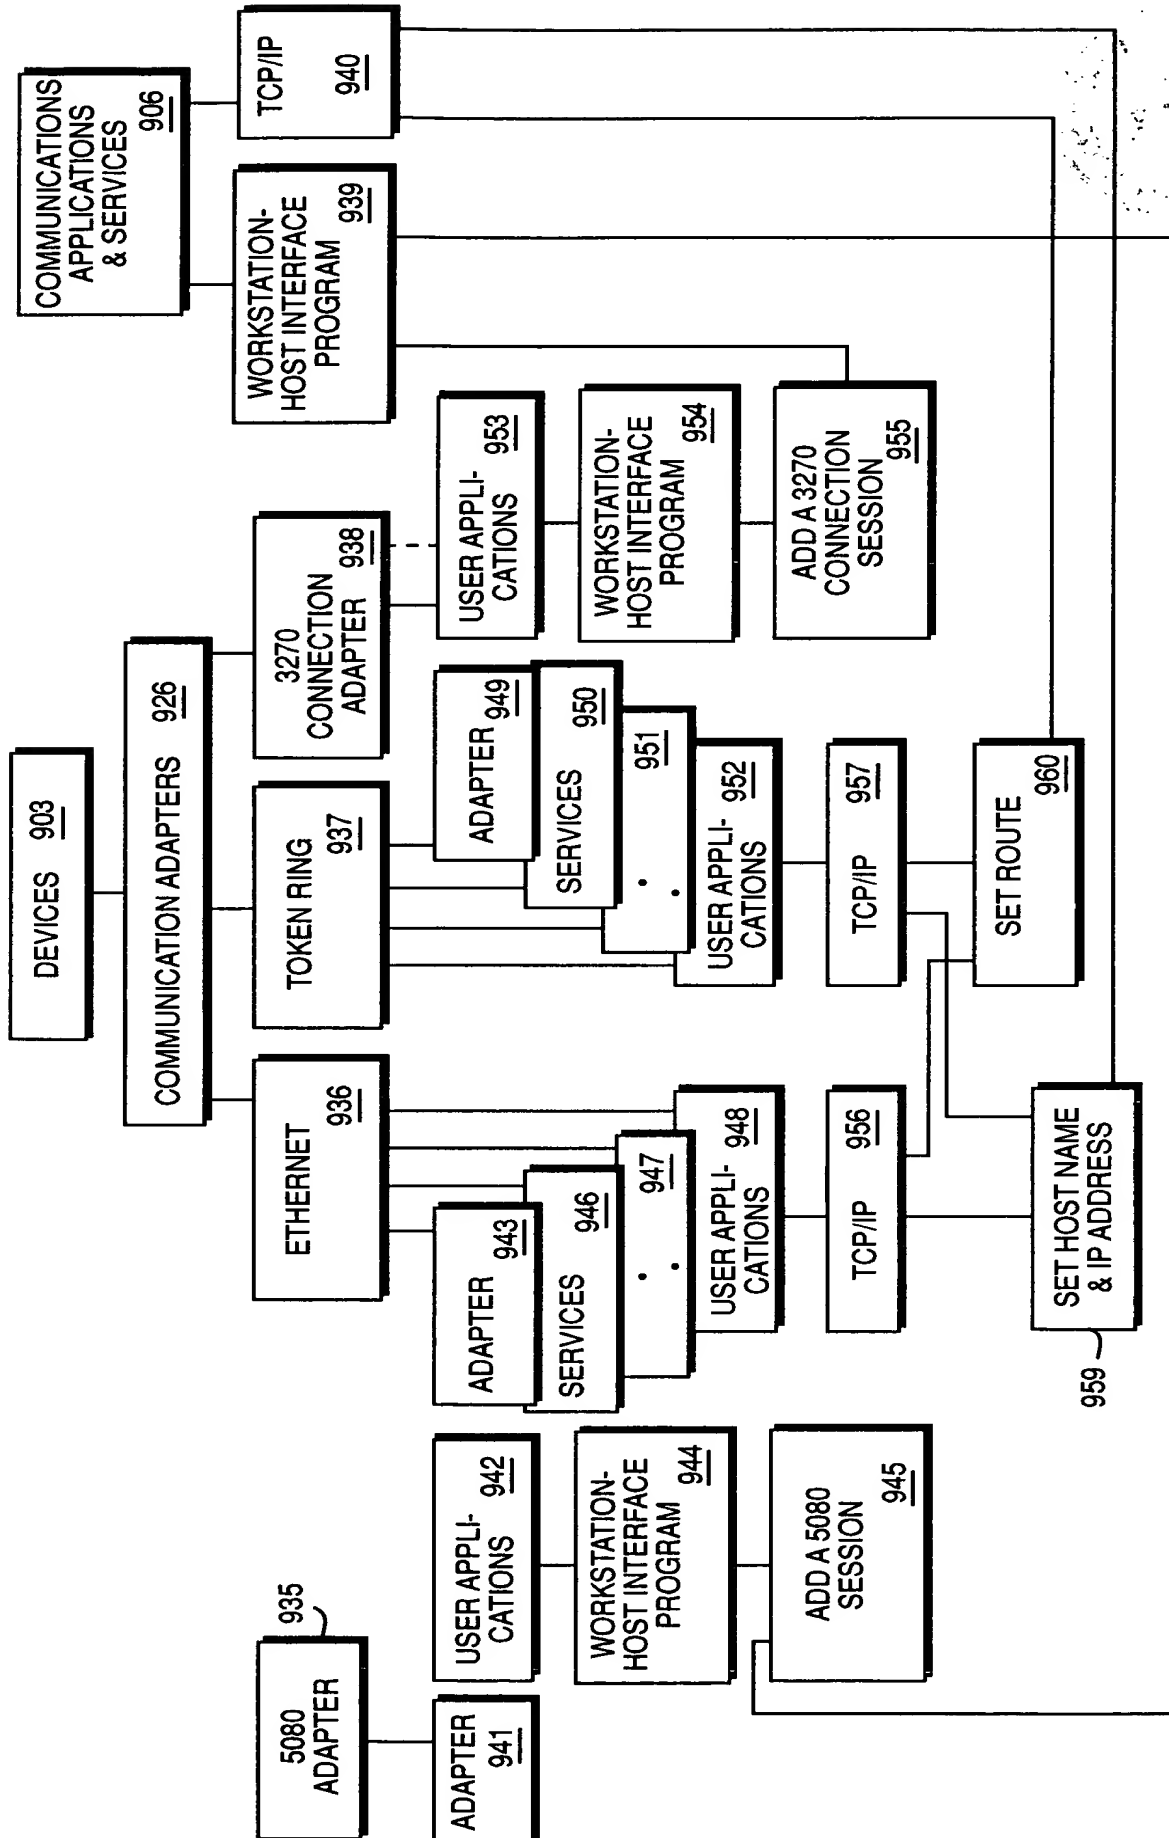 DEVICES 903
COMMUNICATIONS
APPLICATIONS
& SERVICES
906
COMMUNICATION ADAPTERS 926
5080
ADAPTER
935
ETHERNET
936
TOKEN RING
937
3270
CONNECTION
ADAPTER
938
WORKSTATION-
HOST INTERFACE
PROGRAM
939
TCP/IP
940
ADAPTER
941
USER APPLI-
CATIONS
942
ADAPTER
943
SERVICES
946
947
USER APPLI-
CATIONS
948
ADAPTER
949
SERVICES
950
951
USER APPLI-
CATIONS
952
USER APPLI-
CATIONS
953
WORKSTATION-
HOST INTERFACE
PROGRAM
944
WORKSTATION-
HOST INTERFACE
PROGRAM
954
ADD A 5080
SESSION
945
TCP/IP
956
TCP/IP
957
ADD A 3270
CONNECTION
SESSION
955
SET ROUTE
960
SET HOST NAME
& IP ADDRESS
959